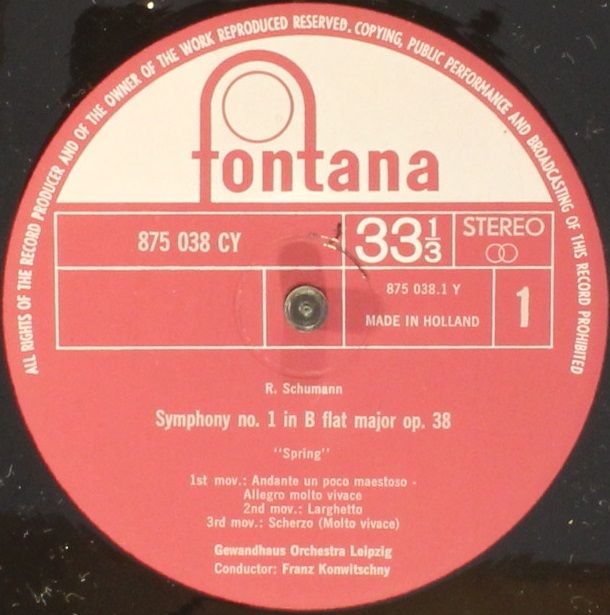 ALL RIGHTS OF THE RECORD PRODUCER AND OF THE OWNER OF THE WORK REPRODUCED RESERVED. COPYING, PUBLIC PERFORMANCE AND BROADCASTING OF THIS RECORD PROHIBITED
fontana
875 038 CY
33 1/3
STEREO
875 038.1 Y
MADE IN HOLLAND
1
R. Schumann
Symphony no. 1 in B flat major op. 38
"Spring"
1st mov.: Andante un poco maestoso -
Allegro molto vivace
2nd mov.: Larghetto
3rd mov.: Scherzo (Molto vivace)
Gewandhaus Orchestra Leipzig
Conductor: Franz Konwitschny